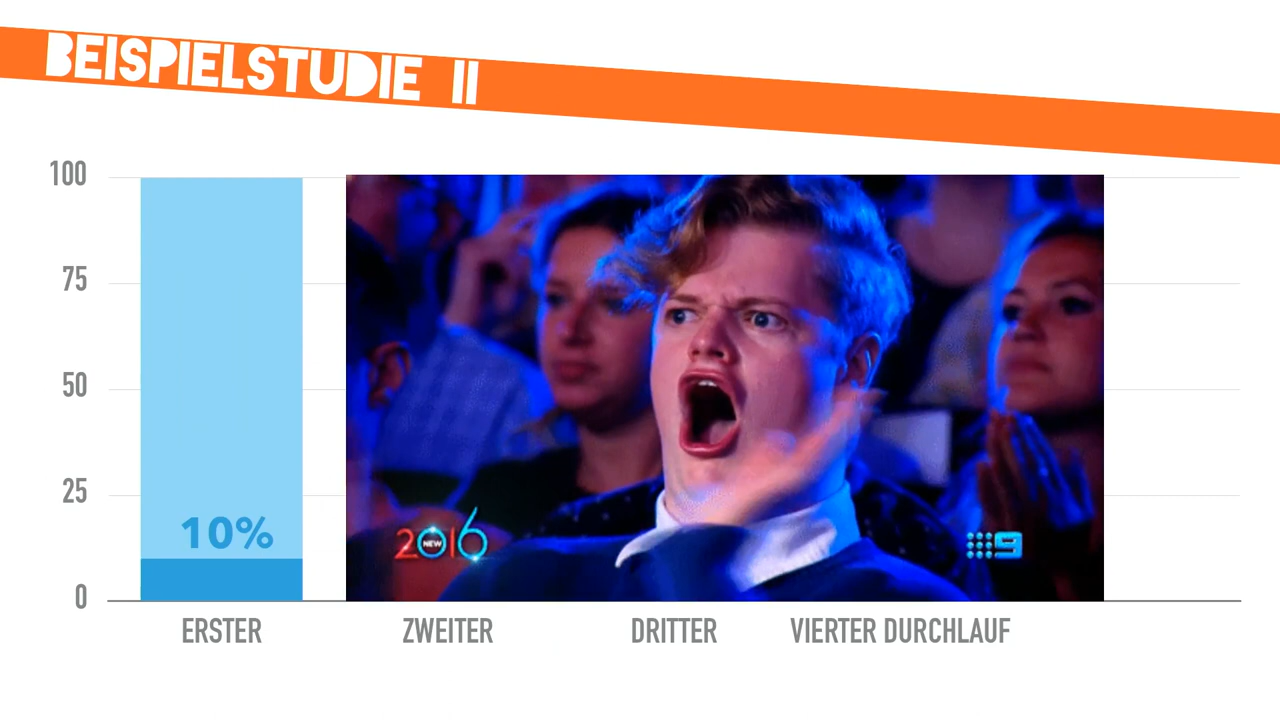 BEISPIELSTUDIE II
100
75
50
25
0
10%
2016
NEW
9
ERSTER
ZWEITER
DRITTER
VIERTER DURCHLAUF